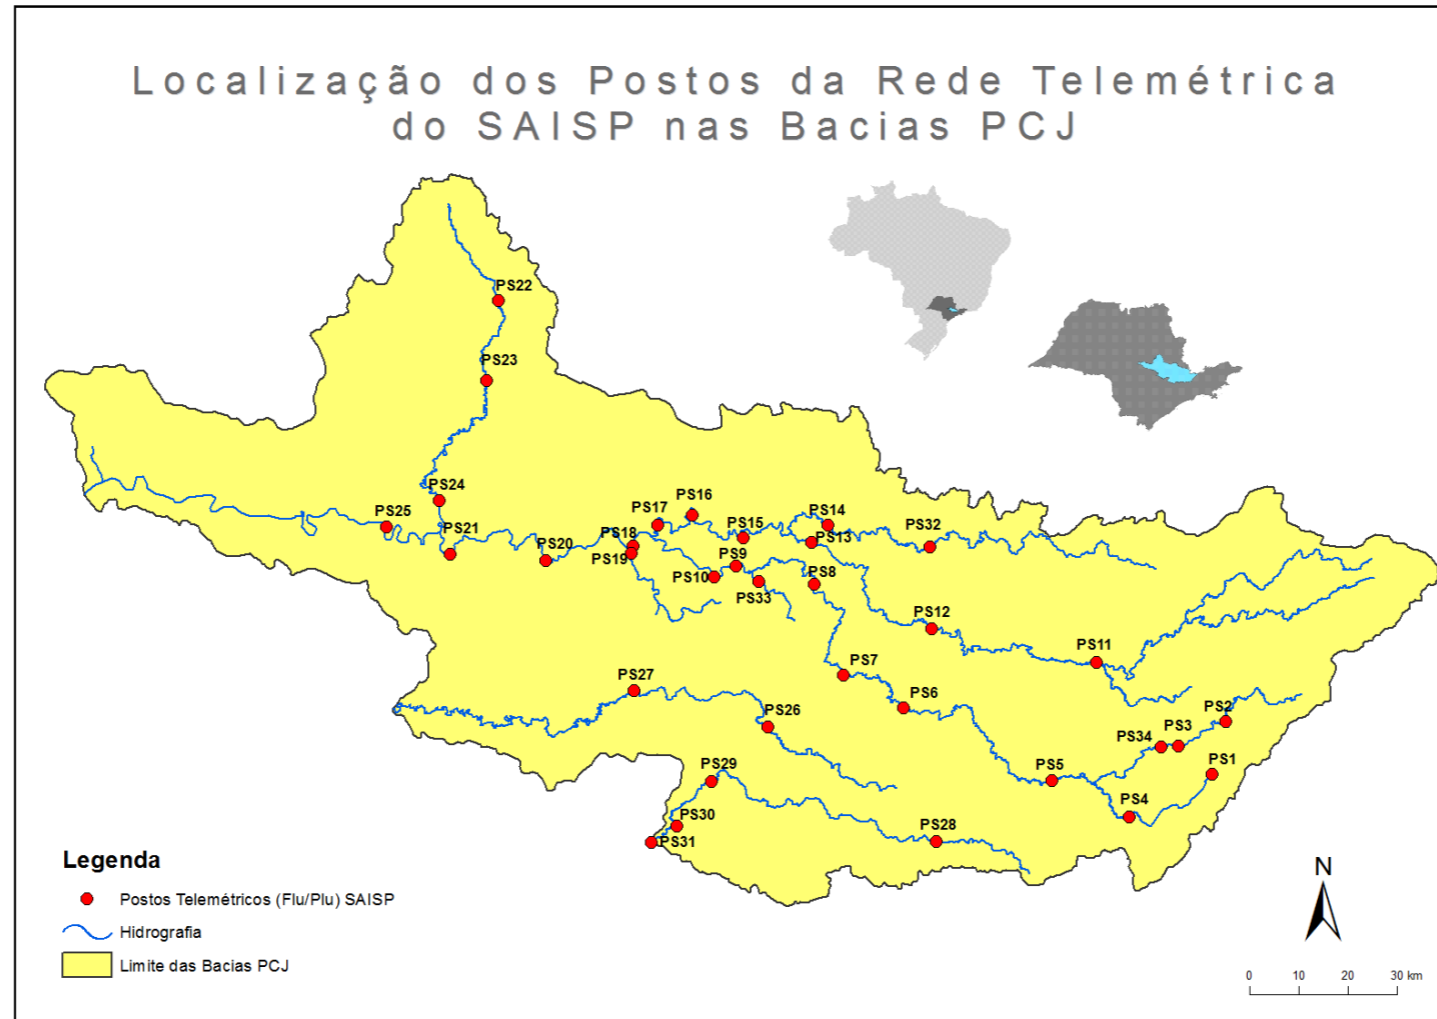 Localização dos Postos da Rede Telemétrica
do SAISP nas Bacias PCJ
PS22
PS23
PS24
PS25
PS21
PS20
PS18
PS19
PS17
PS16
PS15
PS14
PS13
PS32
PS9
PS10
PS33
PS8
PS12
PS11
PS7
PS6
PS27
PS26
PS2
PS3
PS34
PS1
PS5
PS4
PS29
PS30
PS31
PS28
Legenda
Postos Telemétricos (Flu/Plu) SAISP
Hidrografia
Limite das Bacias PCJ
N
0 10 20 30 km